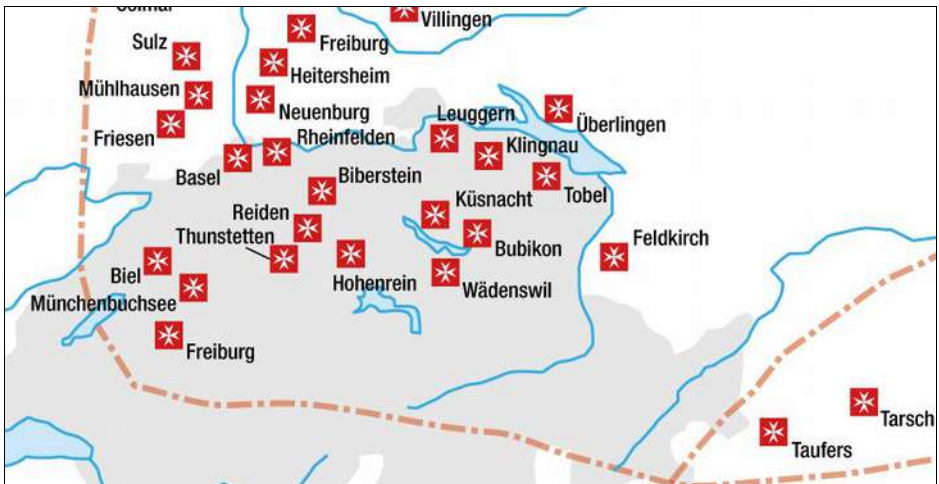 Colmar
Villingen
Freiburg
Sulz
Heitersheim
Mühlhausen
Neuenburg
Leuggern
Überlingen
Friesen
Rheinfelden
Klingnau
Basel
Biberstein
Tobel
Küsnacht
Reiden
Thunstetten
Bubikon
Feldkirch
Biel
Hohenrein
Wädenswil
Münchenbuchsee
Freiburg
Tarsch
Taufers